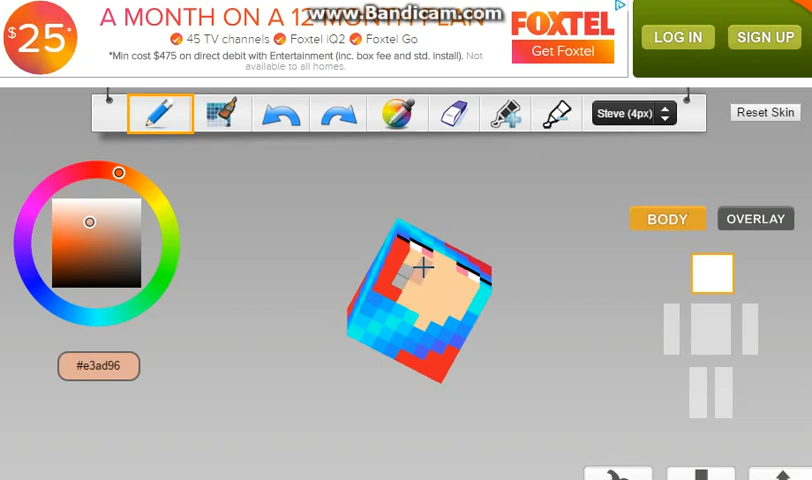 A MONTH ON A 12 MONTH PLAN
www.Bandicam.com
$25*
45 TV channels Foxtel iQ2 Foxtel Go
*Min cost $475 on direct debit with Entertainment (inc. box fee and std. install). Not
available to all homes.
FOXTEL
Get Foxtel
LOG IN
SIGN UP
Steve (4px)
Reset Skin
BODY
OVERLAY
#e3ad96